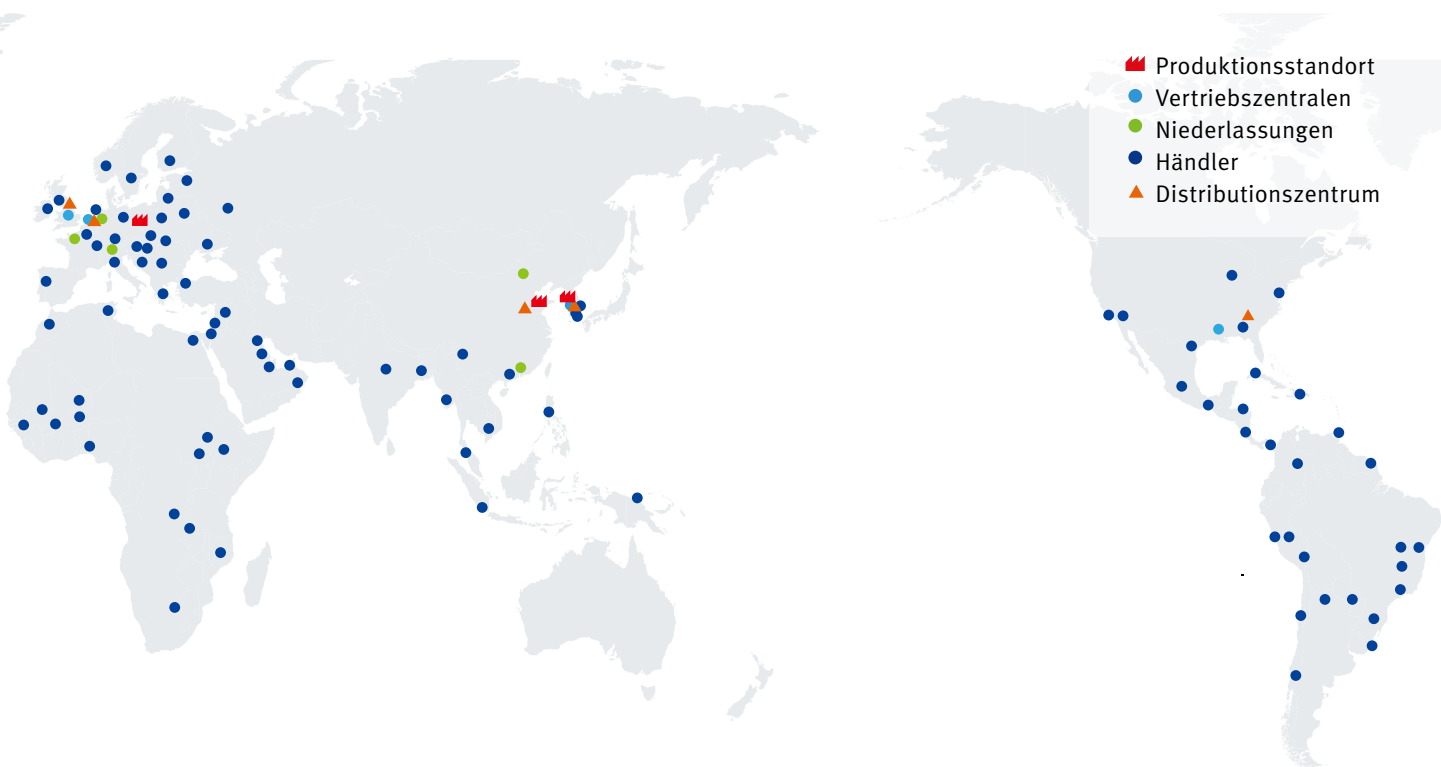 Produktionsstandort
Vertriebszentralen
Niederlassungen
Händler
Distributionszentrum